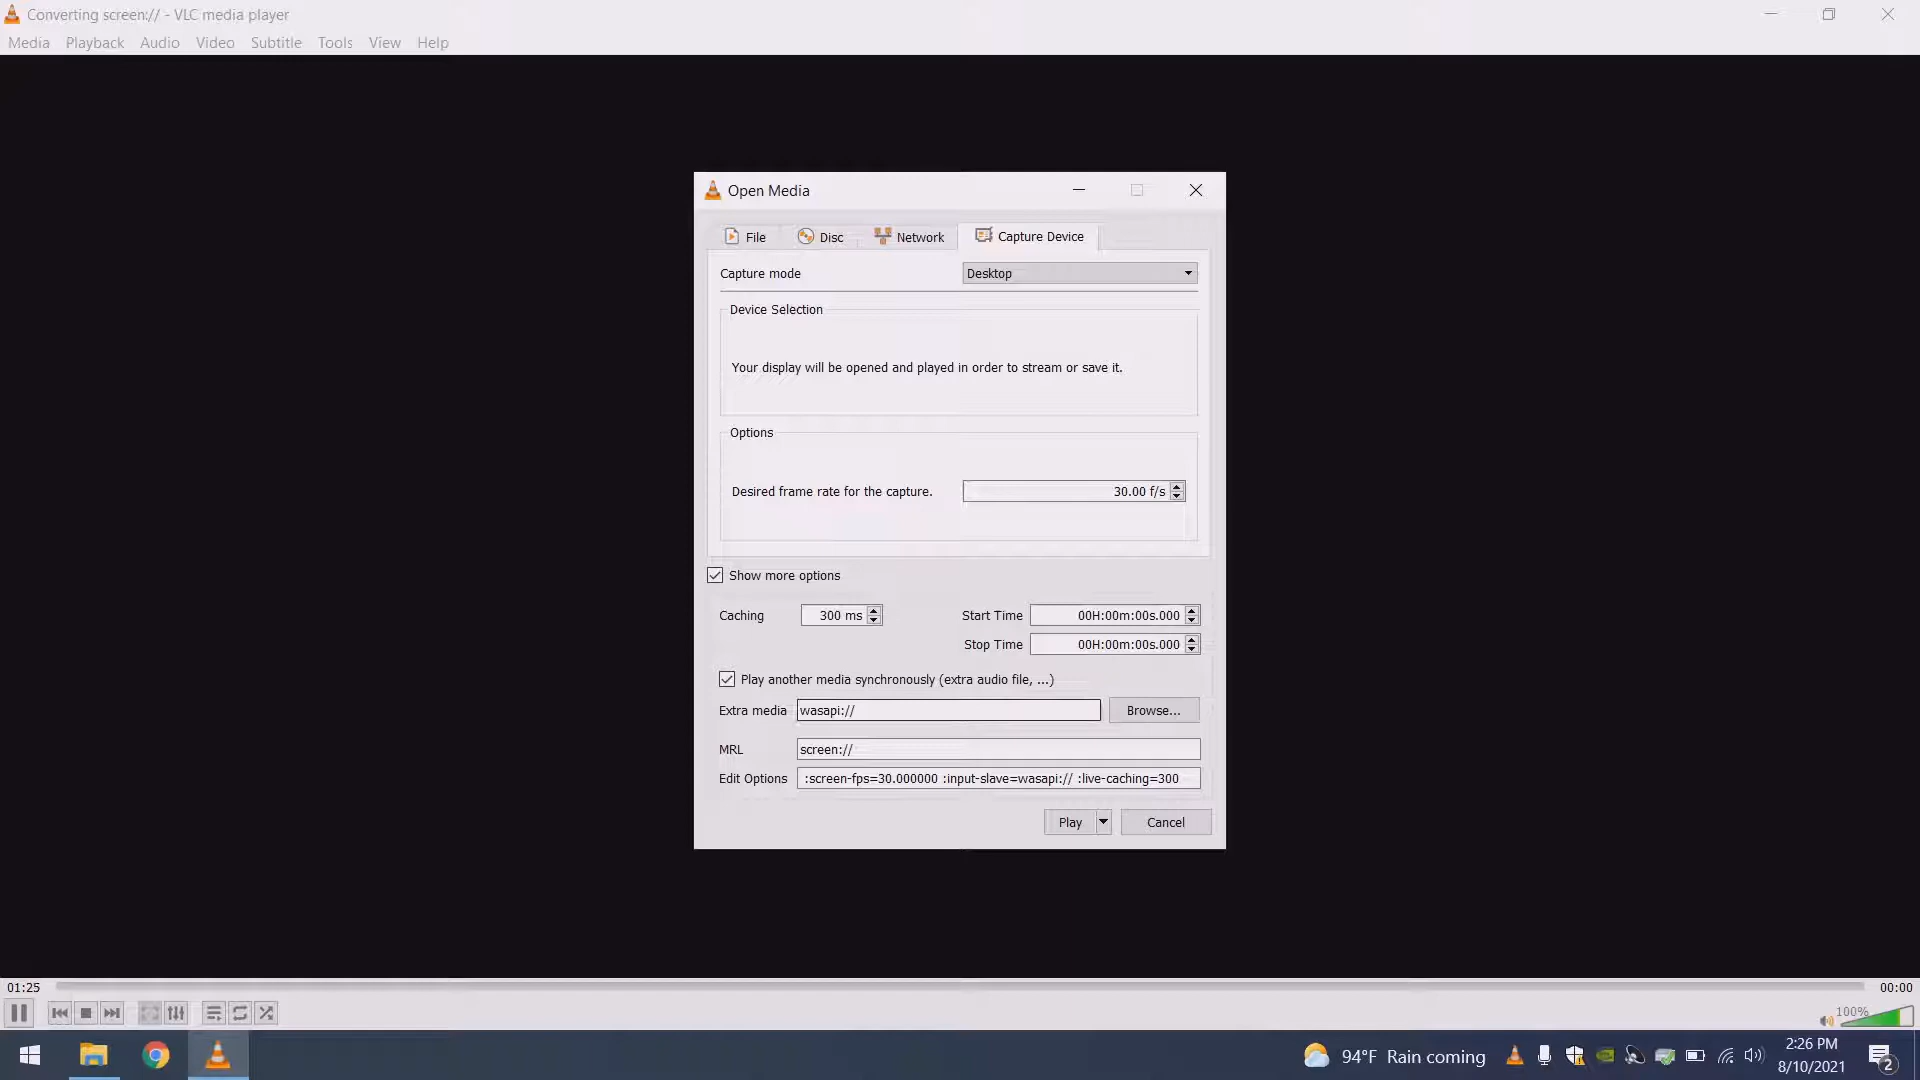 Converting screen:// - VLC media player
Media Playback Audio Video Subtitle Tools View Help
Open Media
File Disc Network Capture Device
Capture mode Desktop
Device Selection
Your display will be opened and played in order to stream or save it.
Options
Desired frame rate for the capture. 30.00 f/s
Show more options
Caching 300 ms Start Time 00H:00m:00s.000
Stop Time 00H:00m:00s.000
Play another media synchronously (extra audio file, ...)
Extra media wasapi:// Browse...
MRL screen://
Edit Options :screen-fps=30.000000 :input-slave=wasapi:// :live-caching=300
Play Cancel
01:25 00:00
100%
94°F Rain coming 2:26 PM
8/10/2021 2